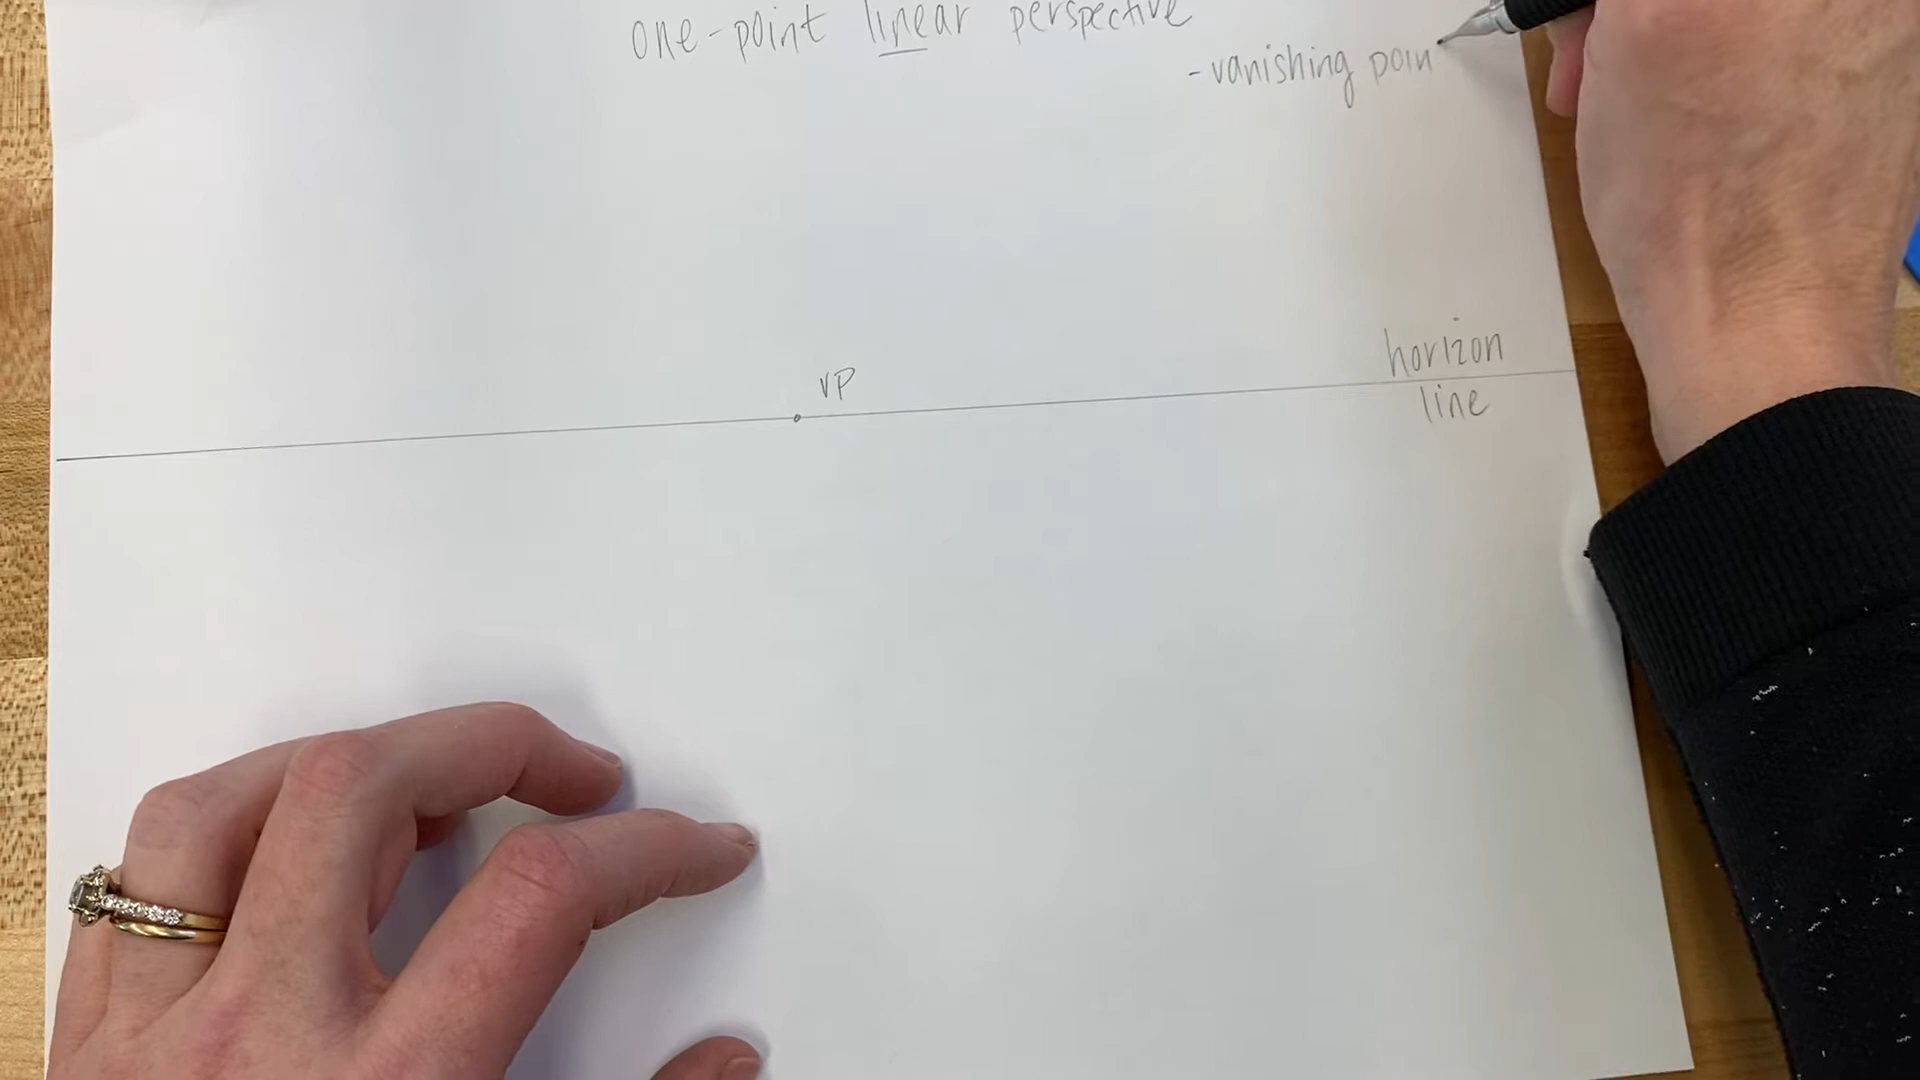 one-point linear perspective
- vanishing poin
VP
horizon
line